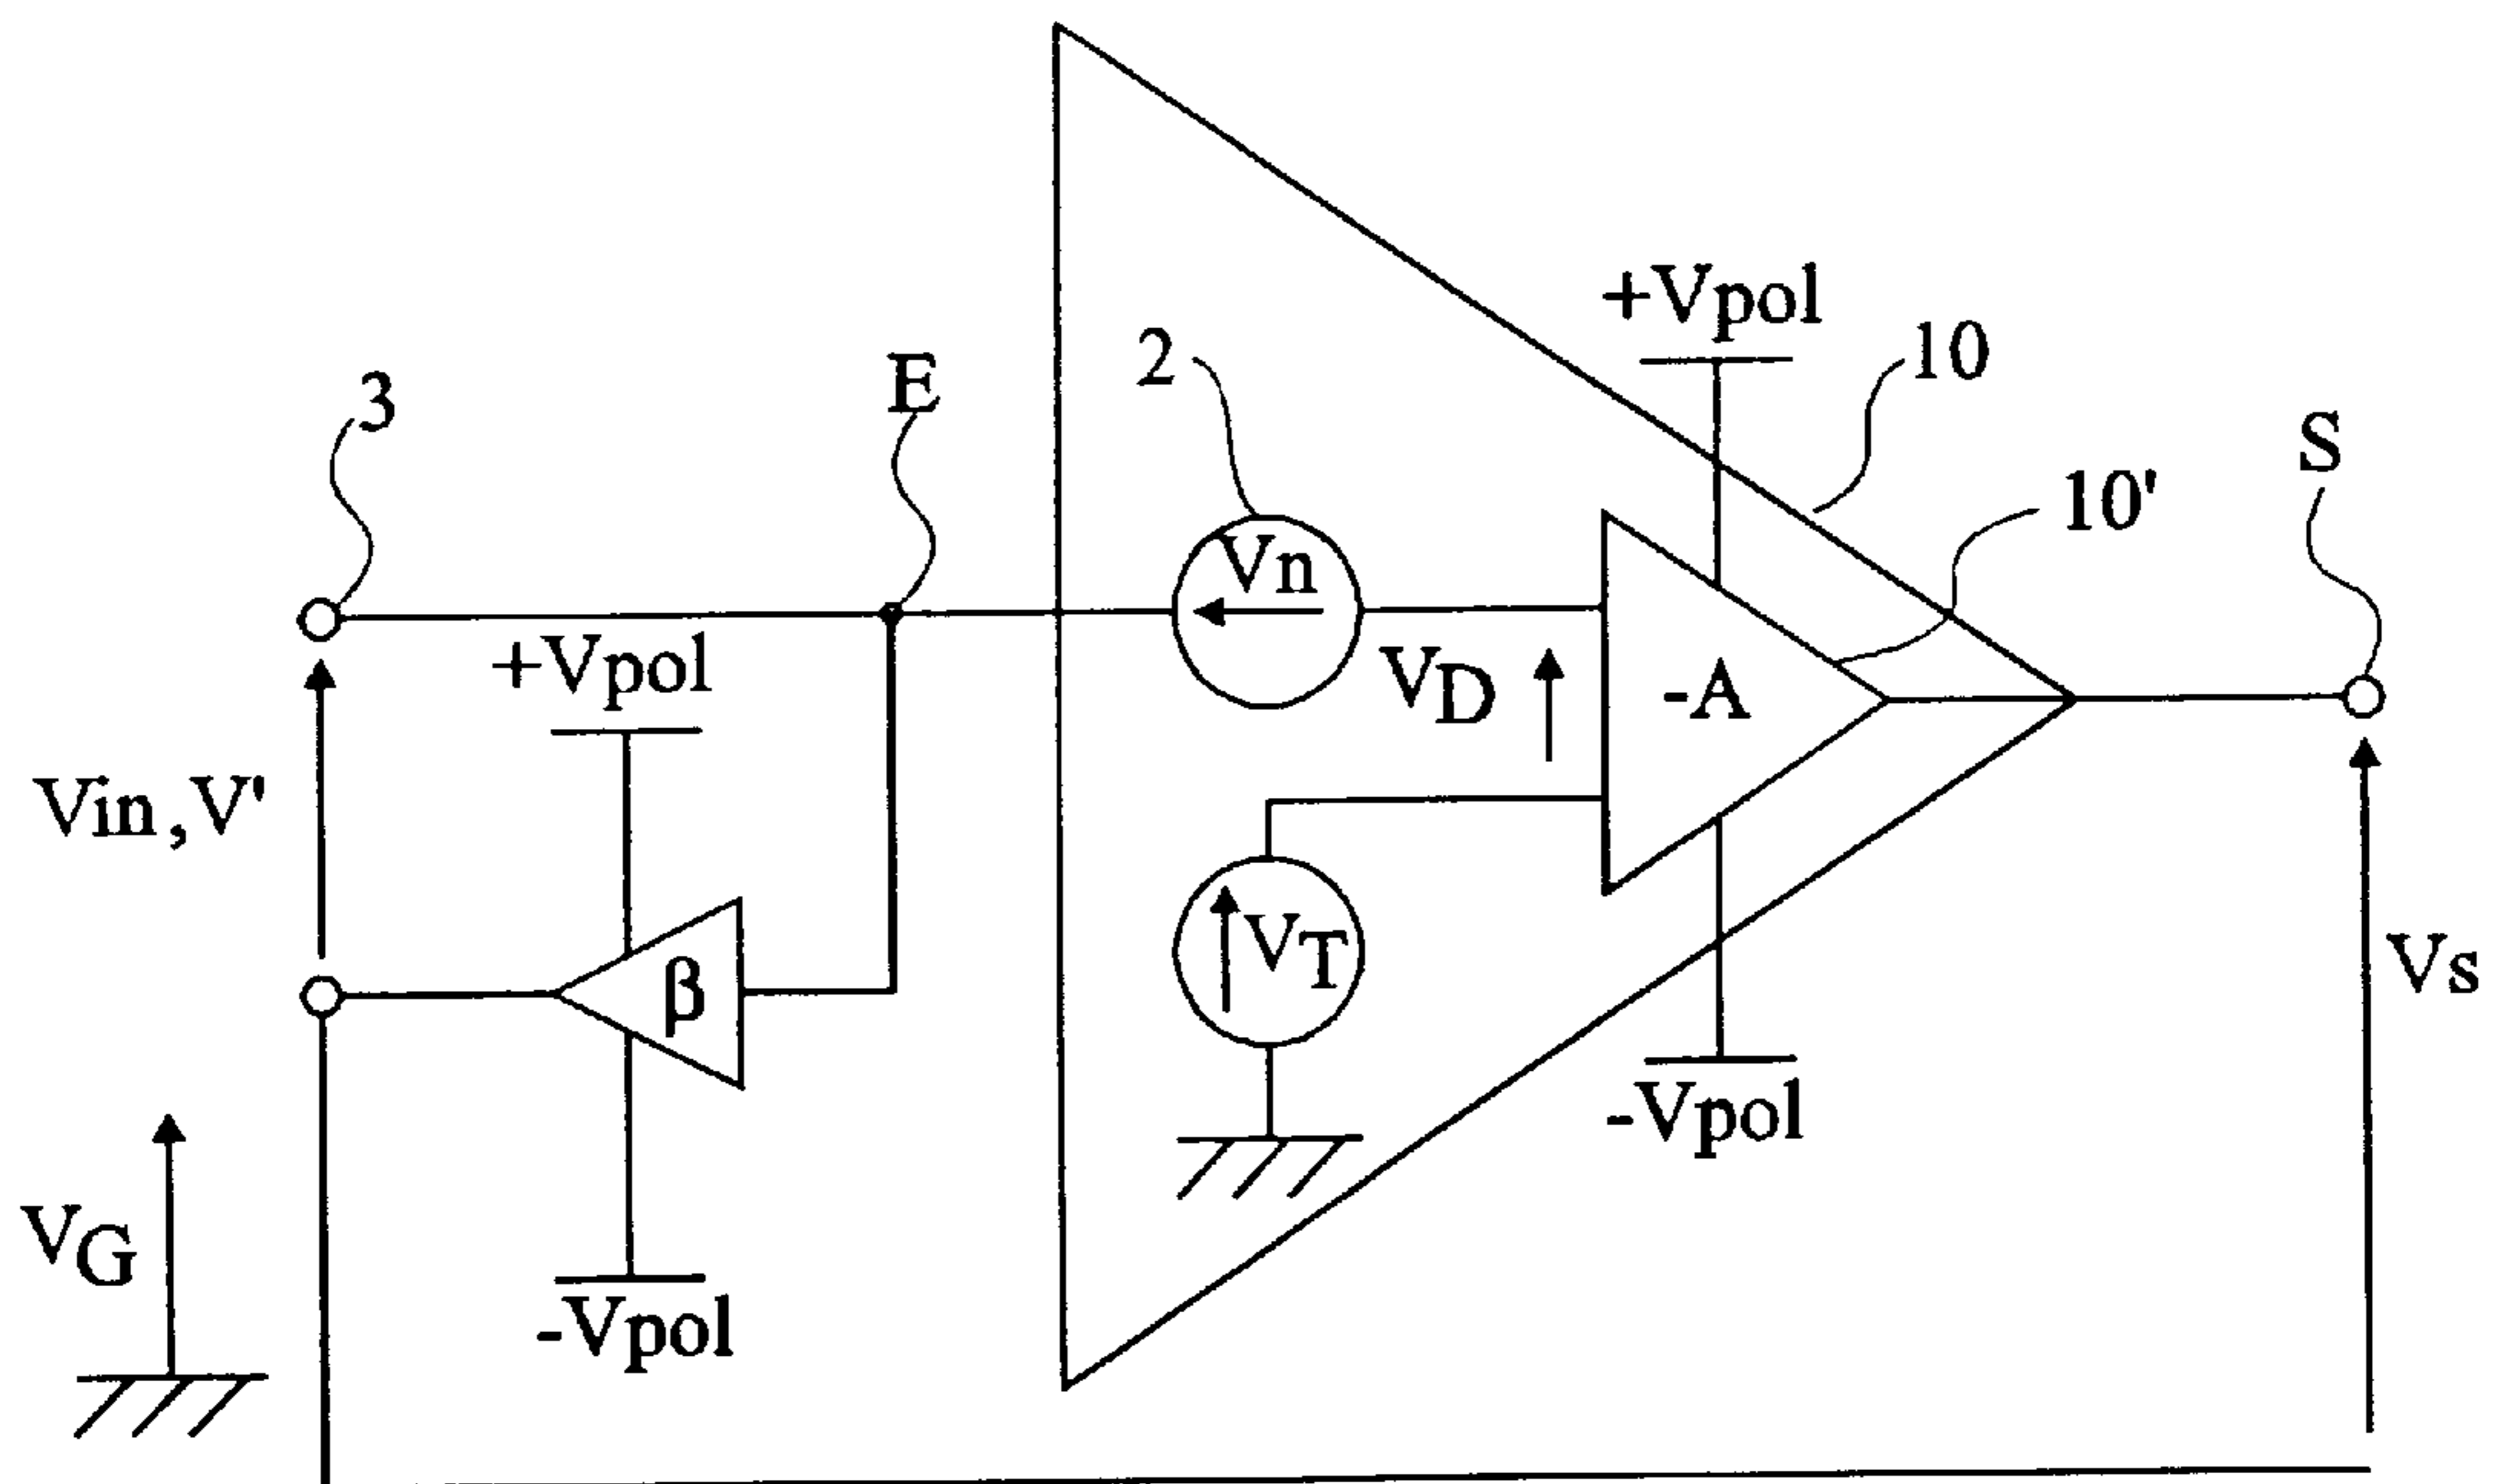 +Vpol
10
2
E
3
S
10'
Vn
+Vpol
VD
-A
Vin,V'
VT
Vs
β
-Vpol
VG
-Vpol